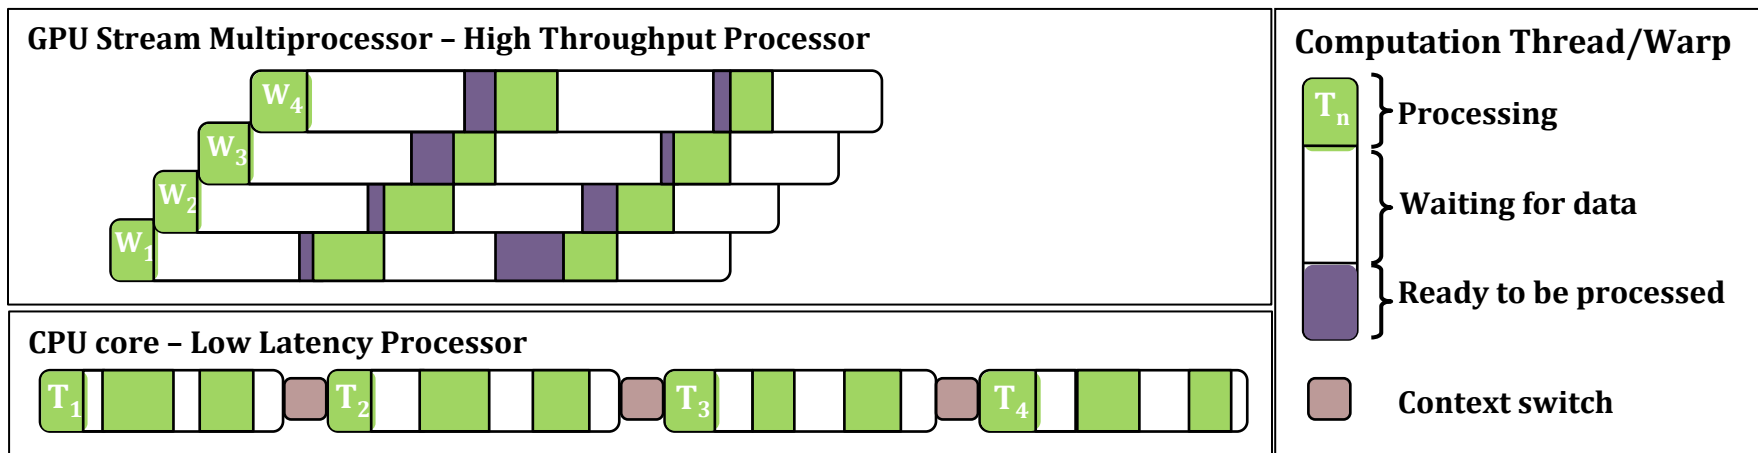 GPU Stream Multiprocessor – High Throughput Processor
W4
W3
W2
W1
CPU core – Low Latency Processor
T1
T2
T3
T4
Computation Thread/Warp
Tn
Processing
Waiting for data
Ready to be processed
Context switch